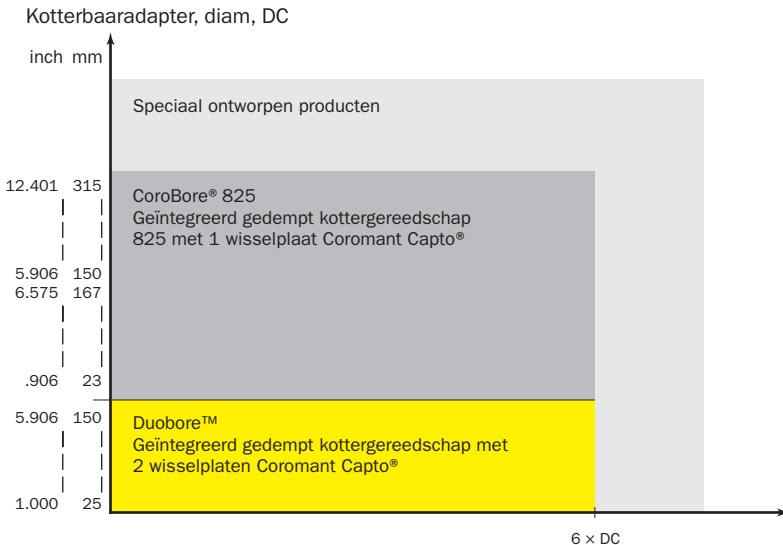 Kotterbaaradapter, diam, DC
inch mm
Speciaal ontworpen producten
12.401 315
CoroBore® 825
Geïntegreerd gedempt kottergereedschap
825 met 1 wisselplaat Coromant Capto®
5.906 150
6.575 167
.906 23
5.906 150
Duobore™
Geïntegreerd gedempt kottergereedschap met
2 wisselplaten Coromant Capto®
1.000 25
6 × DC